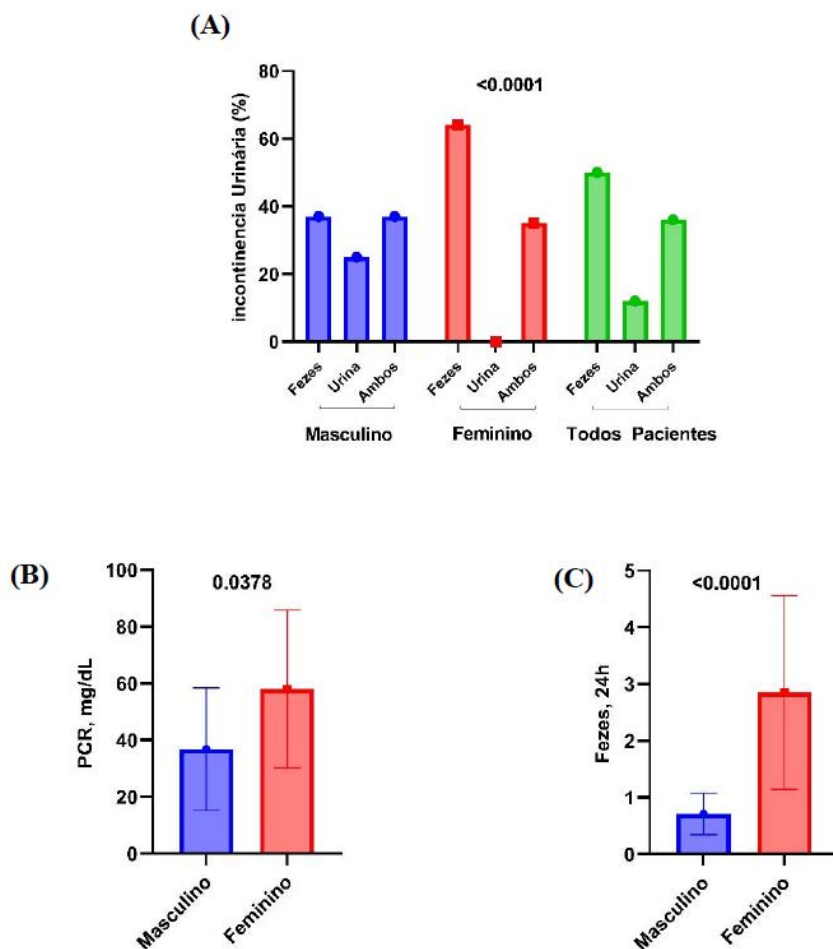 (A)
incontinencia Urinária (%)
80
60
40
20
0
<0.0001
Fezes
Urina
Ambos
Fezes
Urina
Ambos
Fezes
Urina
Ambos
Masculino
Feminino
Todos Pacientes
(B)
PCR, mg/dL
100
80
60
40
20
0
0.0378
Masculino
Feminino
(C)
Fezes, 24h
5
4
3
2
1
0
<0.0001
Masculino
Feminino